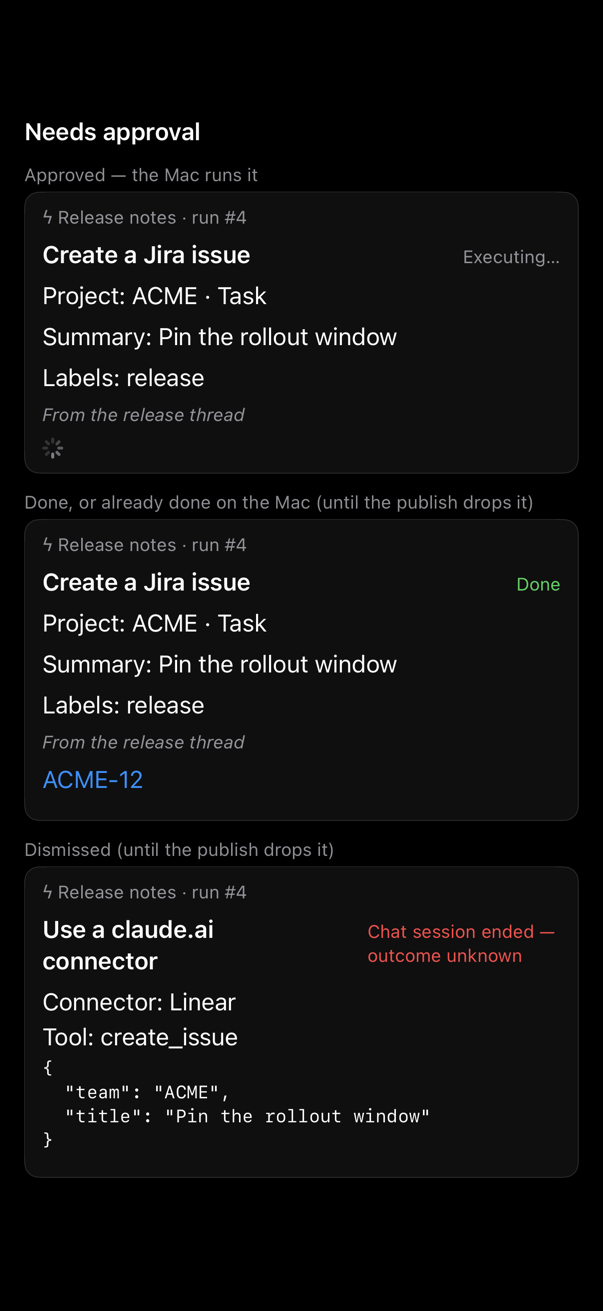 Needs approval
Approved — the Mac runs it
ϟ Release notes · run #4
Create a Jira issue
Executing…
Project: ACME · Task
Summary: Pin the rollout window
Labels: release
From the release thread
Done, or already done on the Mac (until the publish drops it)
ϟ Release notes · run #4
Create a Jira issue
Done
Project: ACME · Task
Summary: Pin the rollout window
Labels: release
From the release thread
ACME-12
Dismissed (until the publish drops it)
ϟ Release notes · run #4
Use a claude.ai
connector
Chat session ended —
outcome unknown
Connector: Linear
Tool: create_issue
{
  "team": "ACME",
  "title": "Pin the rollout window"
}